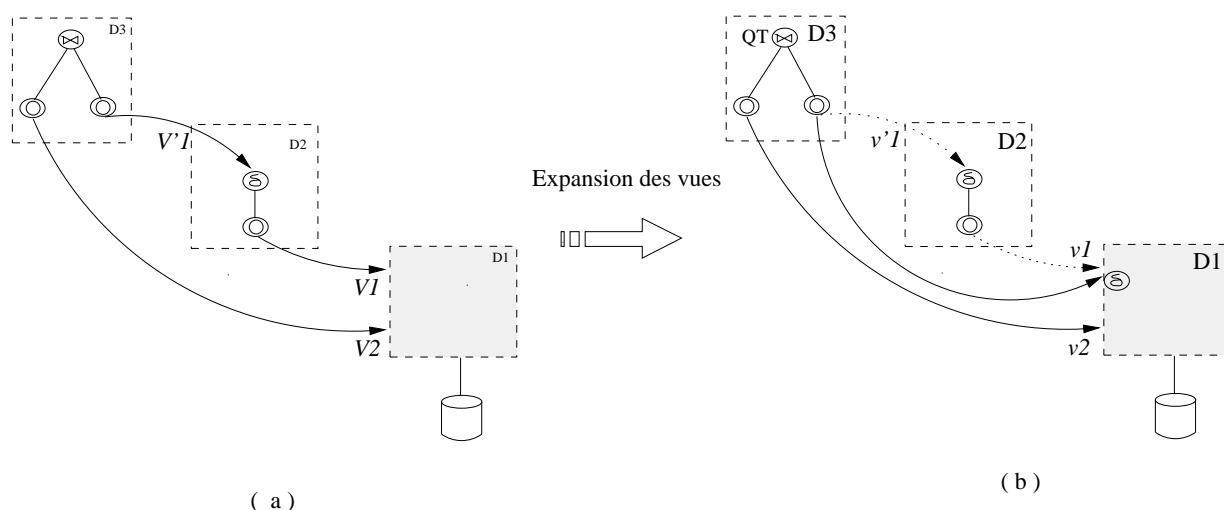 D3
V'1
D2
D1
V1
V2
( a )
Expansion des vues
QT
D3
v'1
D2
v1
D1
v2
( b )